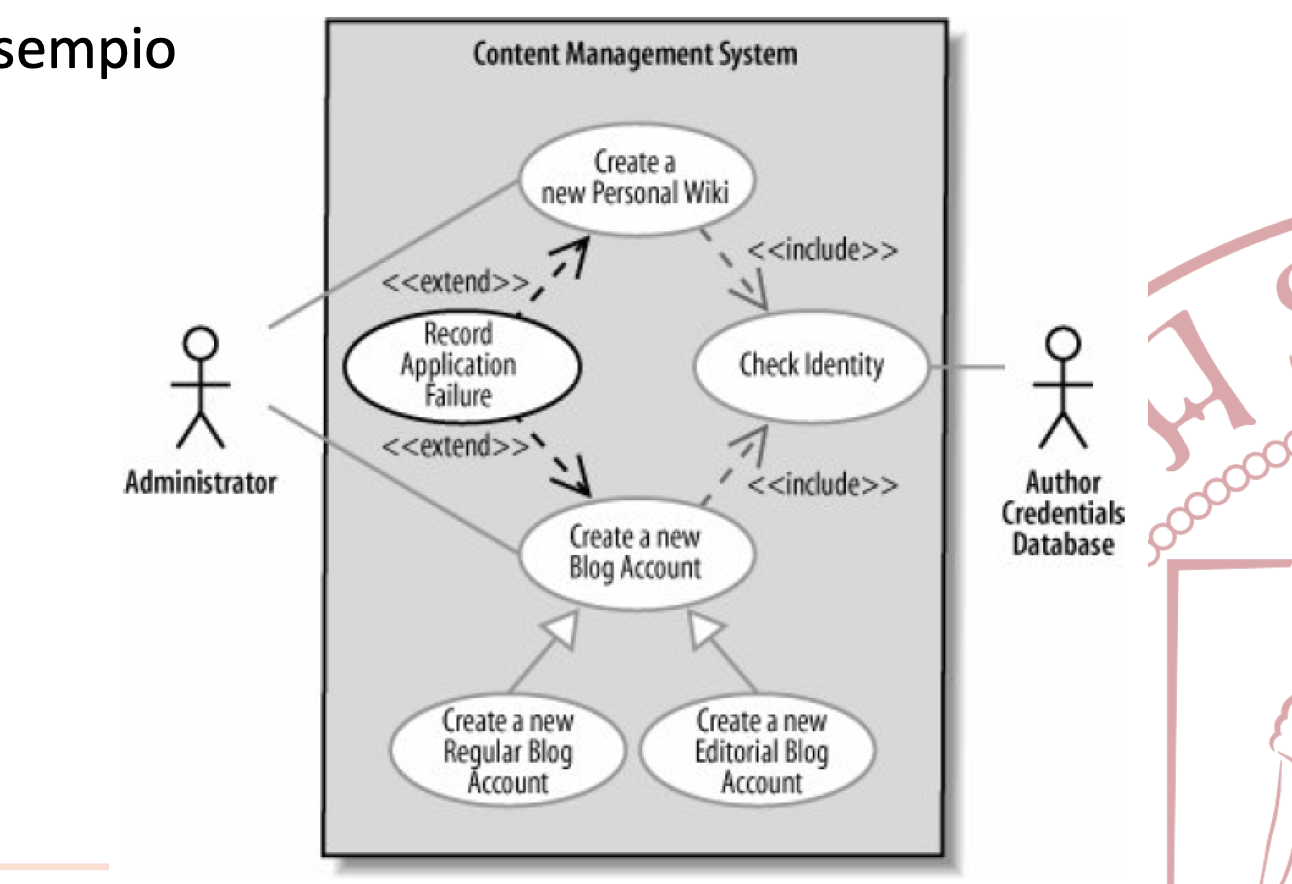 sempio
Content Management System
Create a
new Personal Wiki
<<include>>
<<extend>>
Record
Application
Failure
Check Identity
<<extend>>
<<include>>
Administrator
Author
Credentials
Database
Create a new
Blog Account
Create a new
Regular Blog
Account
Create a new
Editorial Blog
Account
H